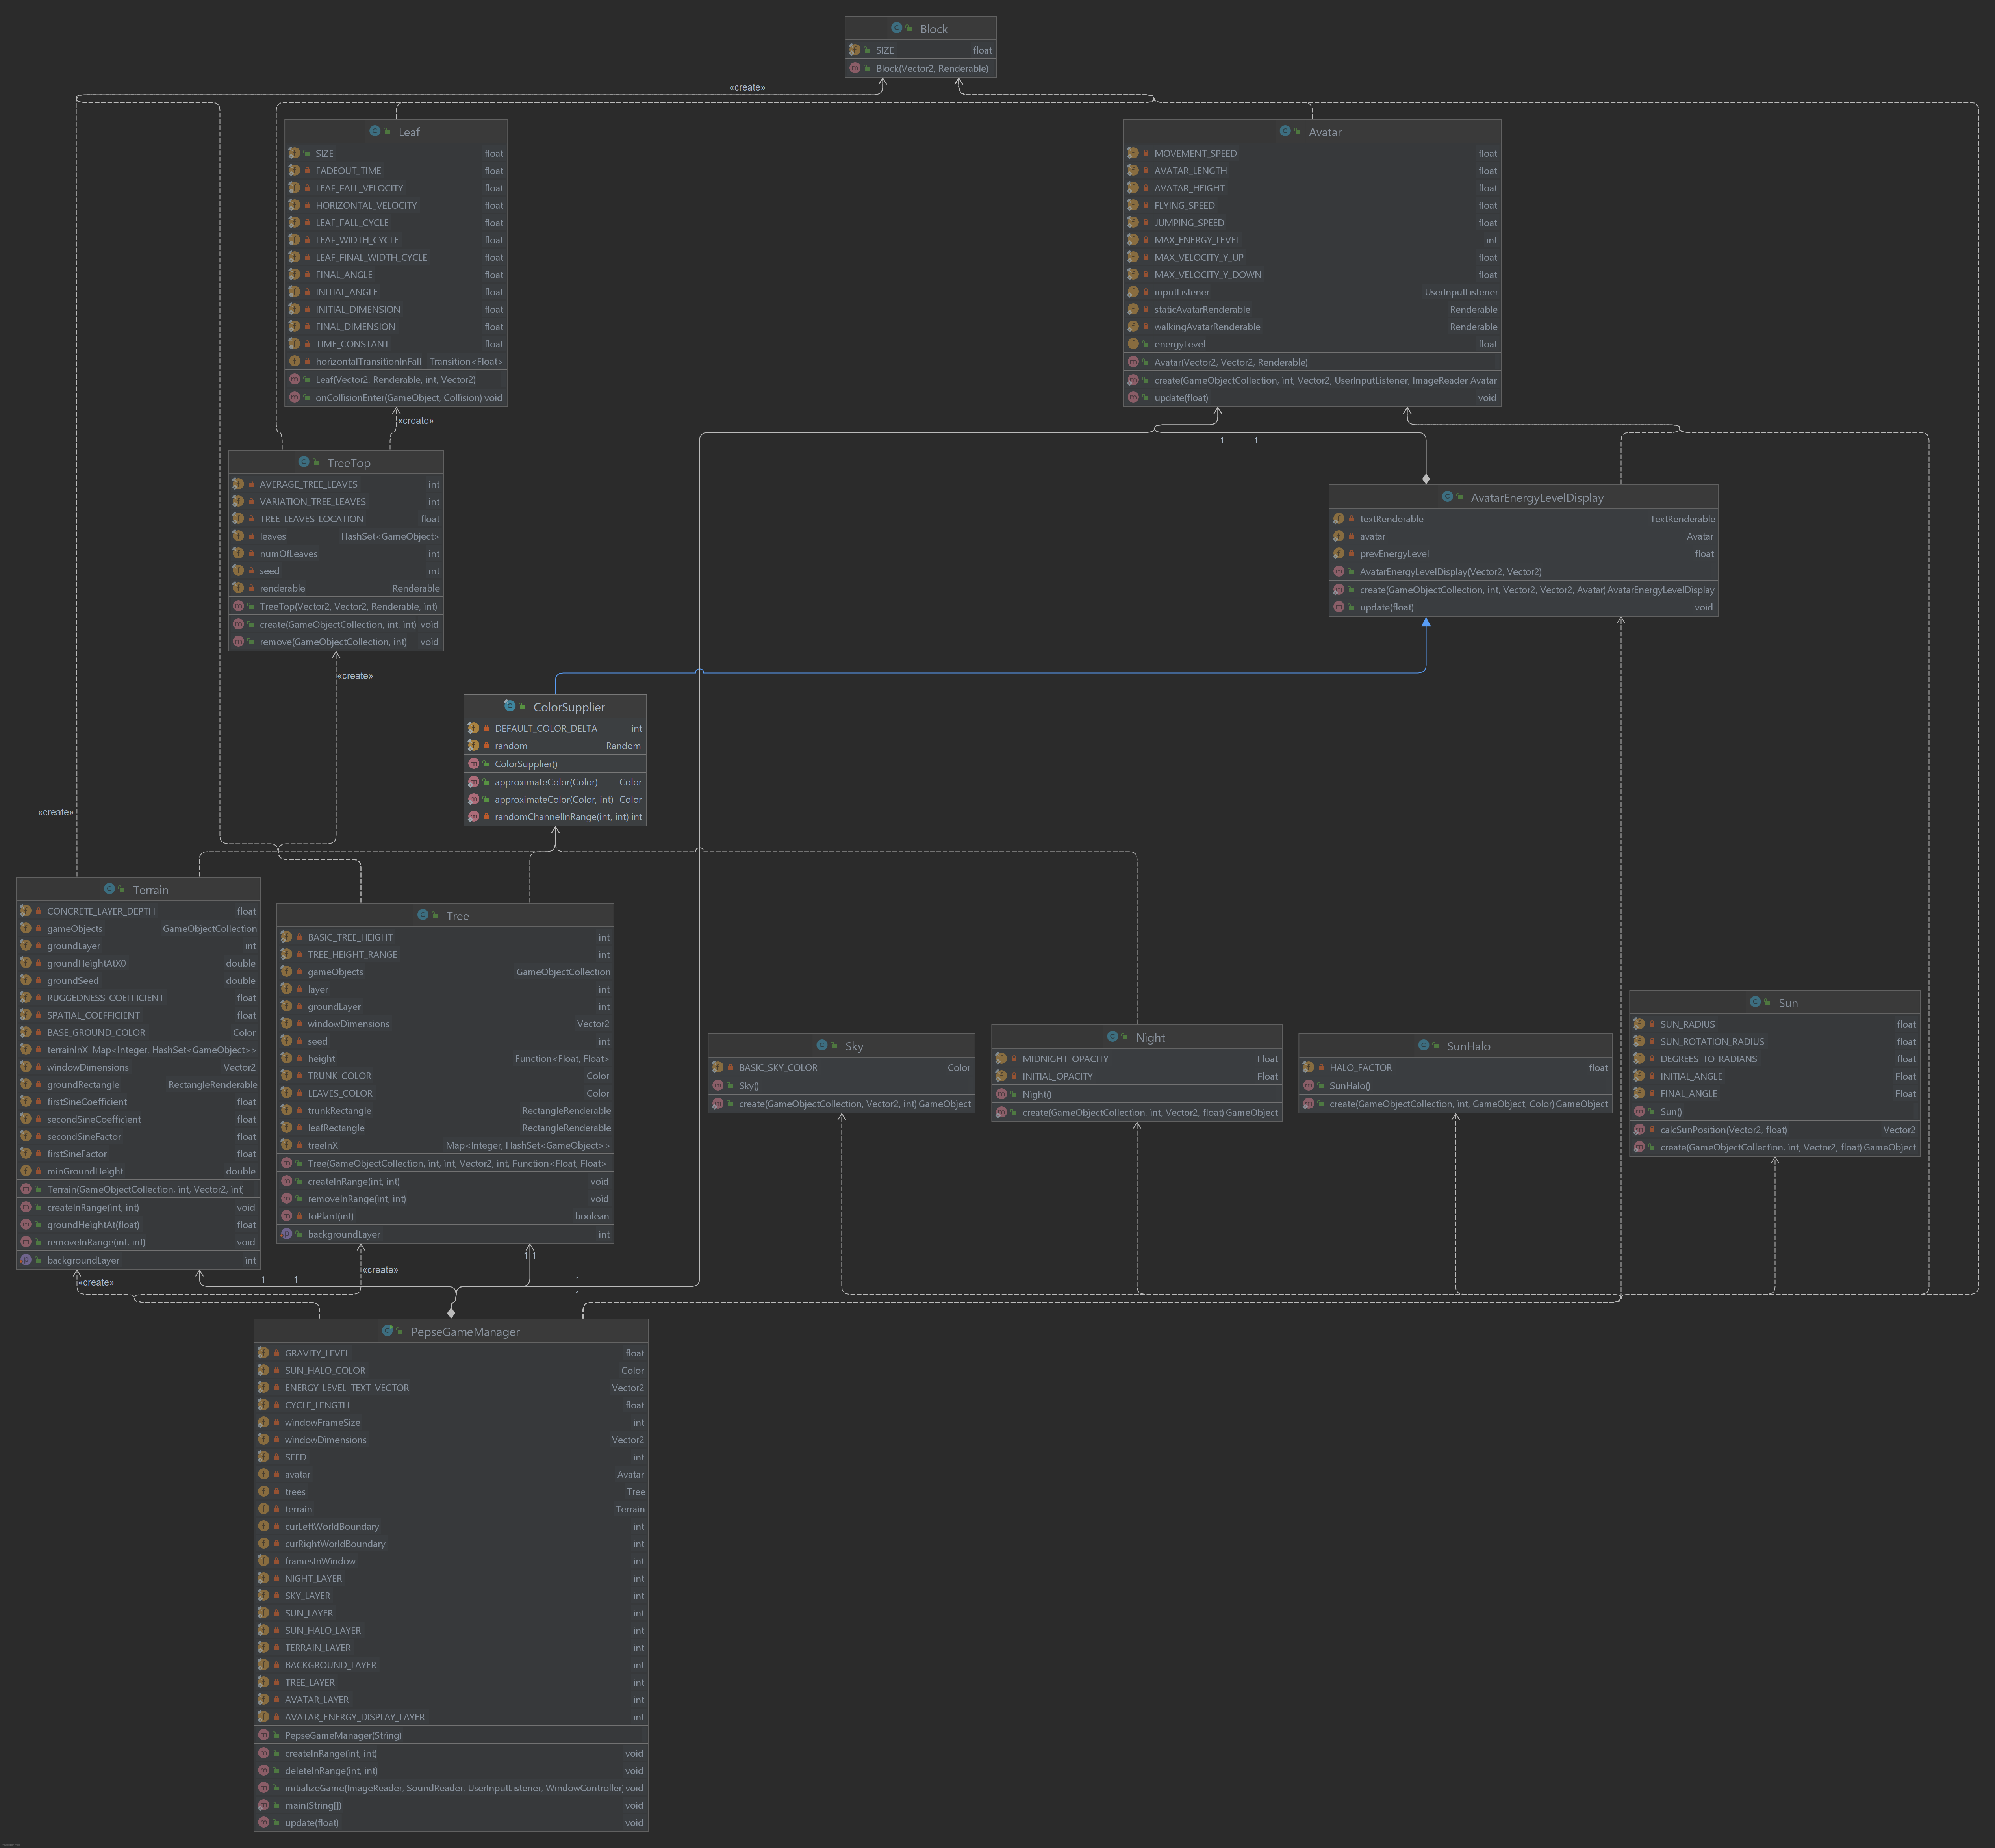 Block
SIZE float
Block(Vector2, Renderable)
«create»
Leaf
SIZE float
FADEOUT_TIME float
LEAF_FALL_VELOCITY float
HORIZONTAL_VELOCITY float
LEAF_FALL_CYCLE float
LEAF_WIDTH_CYCLE float
LEAF_FINAL_WIDTH_CYCLE float
FINAL_ANGLE float
INITIAL_ANGLE float
INITIAL_DIMENSION float
FINAL_DIMENSION float
TIME_CONSTANT float
horizontalTransitionInFall Transition<Float>
Leaf(Vector2, Renderable, int, Vector2)
onCollisionEnter(GameObject, Collision) void
«create»
Avatar
MOVEMENT_SPEED float
AVATAR_LENGTH float
AVATAR_HEIGHT float
FLYING_SPEED float
JUMPING_SPEED float
MAX_ENERGY_LEVEL int
MAX_VELOCITY_Y_UP float
MAX_VELOCITY_Y_DOWN float
inputListener UserInputListener
staticAvatarRenderable Renderable
walkingAvatarRenderable Renderable
energyLevel float
Avatar(Vector2, Vector2, Renderable)
create(GameObjectCollection, int, Vector2, UserInputListener, ImageReader Avatar
update(float) void
1 1
TreeTop
AVERAGE_TREE_LEAVES int
VARIATION_TREE_LEAVES int
TREE_LEAVES_LOCATION float
leaves HashSet<GameObject>
numOfLeaves int
seed int
renderable Renderable
TreeTop(Vector2, Vector2, Renderable, int)
create(GameObjectCollection, int, int) void
remove(GameObjectCollection, int) void
«create»
AvatarEnergyLevelDisplay
textRenderable TextRenderable
avatar Avatar
prevEnergyLevel float
AvatarEnergyLevelDisplay(Vector2, Vector2)
create(GameObjectCollection, int, Vector2, Vector2, Avatar) AvatarEnergyLevelDisplay
update(float) void
ColorSupplier
DEFAULT_COLOR_DELTA int
random Random
ColorSupplier()
approximateColor(Color) Color
approximateColor(Color, int) Color
randomChannelInRange(int, int) int
«create»
Terrain
CONCRETE_LAYER_DEPTH float
gameObjects GameObjectCollection
groundLayer int
groundHeightAtX0 double
groundSeed double
RUGGEDNESS_COEFFICIENT float
SPATIAL_COEFFICIENT float
BASE_GROUND_COLOR Color
terrainInX Map<Integer, HashSet<GameObject>>
windowDimensions Vector2
groundRectangle RectangleRenderable
firstSineCoefficient float
secondSineCoefficient float
secondSineFactor float
firstSineFactor float
minGroundHeight double
Terrain(GameObjectCollection, int, Vector2, int
createInRange(int, int) void
groundHeightAt(float) float
removeInRange(int, int) void
backgroundLayer int
Tree
BASIC_TREE_HEIGHT int
TREE_HEIGHT_RANGE int
gameObjects GameObjectCollection
layer int
groundLayer int
windowDimensions Vector2
seed int
height Function<Float, Float>
TRUNK_COLOR Color
LEAVES_COLOR Color
trunkRectangle RectangleRenderable
leafRectangle RectangleRenderable
treeInX Map<Integer, HashSet<GameObject>>
Tree(GameObjectCollection, int, int, Vector2, int, Function<Float, Float>
createInRange(int, int) void
removeInRange(int, int) void
toPlant(int) boolean
backgroundLayer int
Sky
BASIC_SKY_COLOR Color
Sky()
create(GameObjectCollection, Vector2, int) GameObject
Night
MIDNIGHT_OPACITY Float
INITIAL_OPACITY Float
Night()
create(GameObjectCollection, int, Vector2, float) GameObject
SunHalo
HALO_FACTOR float
SunHalo()
create(GameObjectCollection, int, GameObject, Color) GameObject
Sun
SUN_RADIUS float
SUN_ROTATION_RADIUS float
DEGREES_TO_RADIANS float
INITIAL_ANGLE Float
FINAL_ANGLE Float
Sun()
calcSunPosition(Vector2, float) Vector2
create(GameObjectCollection, int, Vector2, float) GameObject
1 1
«create»
«create»
1 1
1
1
PepseGameManager
GRAVITY_LEVEL float
SUN_HALO_COLOR Color
ENERGY_LEVEL_TEXT_VECTOR Vector2
CYCLE_LENGTH float
windowFrameSize int
windowDimensions Vector2
SEED int
avatar Avatar
trees Tree
terrain Terrain
curLeftWorldBoundary int
curRightWorldBoundary int
framesInWindow int
NIGHT_LAYER int
SKY_LAYER int
SUN_LAYER int
SUN_HALO_LAYER int
TERRAIN_LAYER int
BACKGROUND_LAYER int
TREE_LAYER int
AVATAR_LAYER int
AVATAR_ENERGY_DISPLAY_LAYER int
PepseGameManager(String)
createInRange(int, int) void
deleteInRange(int, int) void
initializeGame(ImageReader, SoundReader, UserInputListener, WindowController) void
main(String[]) void
update(float) void